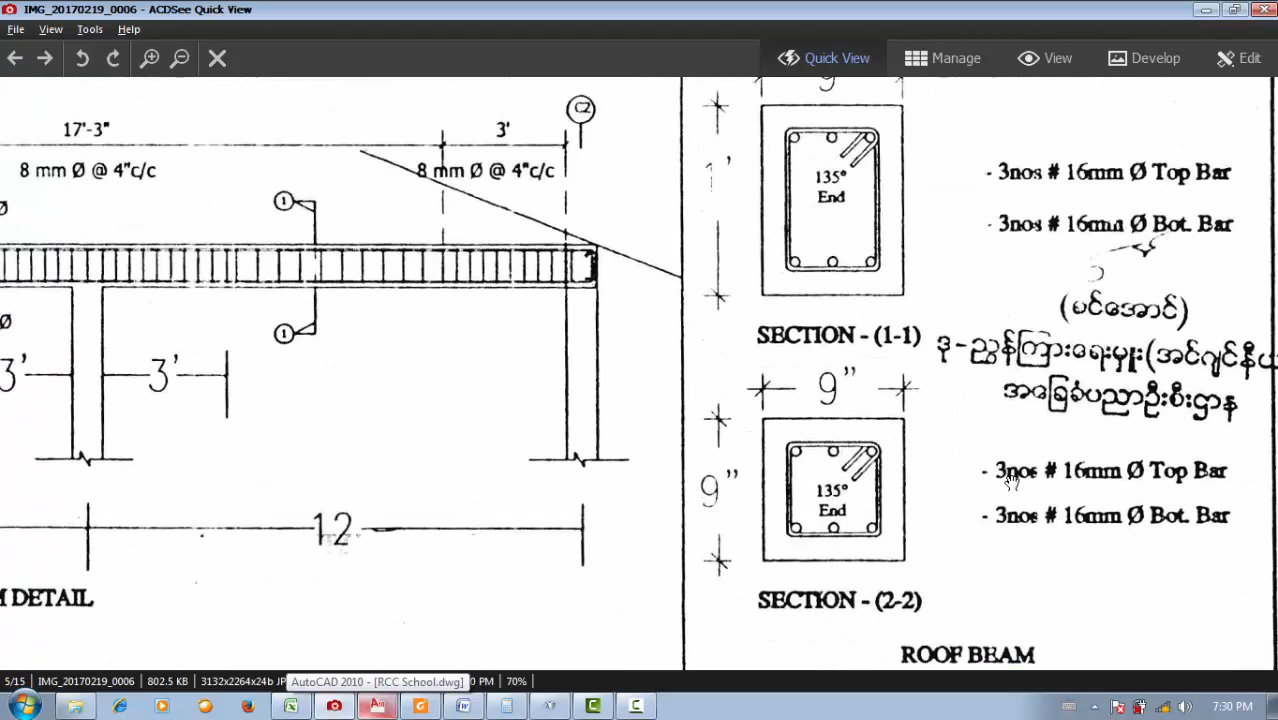 IMG_20170219_0006 - ACDSee Quick View
File View Tools Help
Quick View Manage View Develop Edit
17'-3"
3'
C2
8 mm Ø @ 4"c/c
8 mm Ø @ 4"c/c
Ø
1
1
Ø
3'
3'
12
M DETAIL
9"
1'
135°
End
- 3nos # 16mm Ø Top Bar
- 3nos # 16mm Ø Bot. Bar
(မင်အောင်)
SECTION - (1-1)
ဒု-ညွှန်ကြားရေးမှူး(အင်ဂျင်နီယ
အခြေခံပညာဦးစီးဌာန
9"
9"
135°
End
- 3nos # 16mm Ø Top Bar
- 3nos # 16mm Ø Bot. Bar
SECTION - (2-2)
ROOF BEAM
5/15 IMG_20170219_0006 802.5 KB 3132x2264x24b JP 0 PM 70%
AutoCAD 2010 - [RCC School.dwg]
7:30 PM